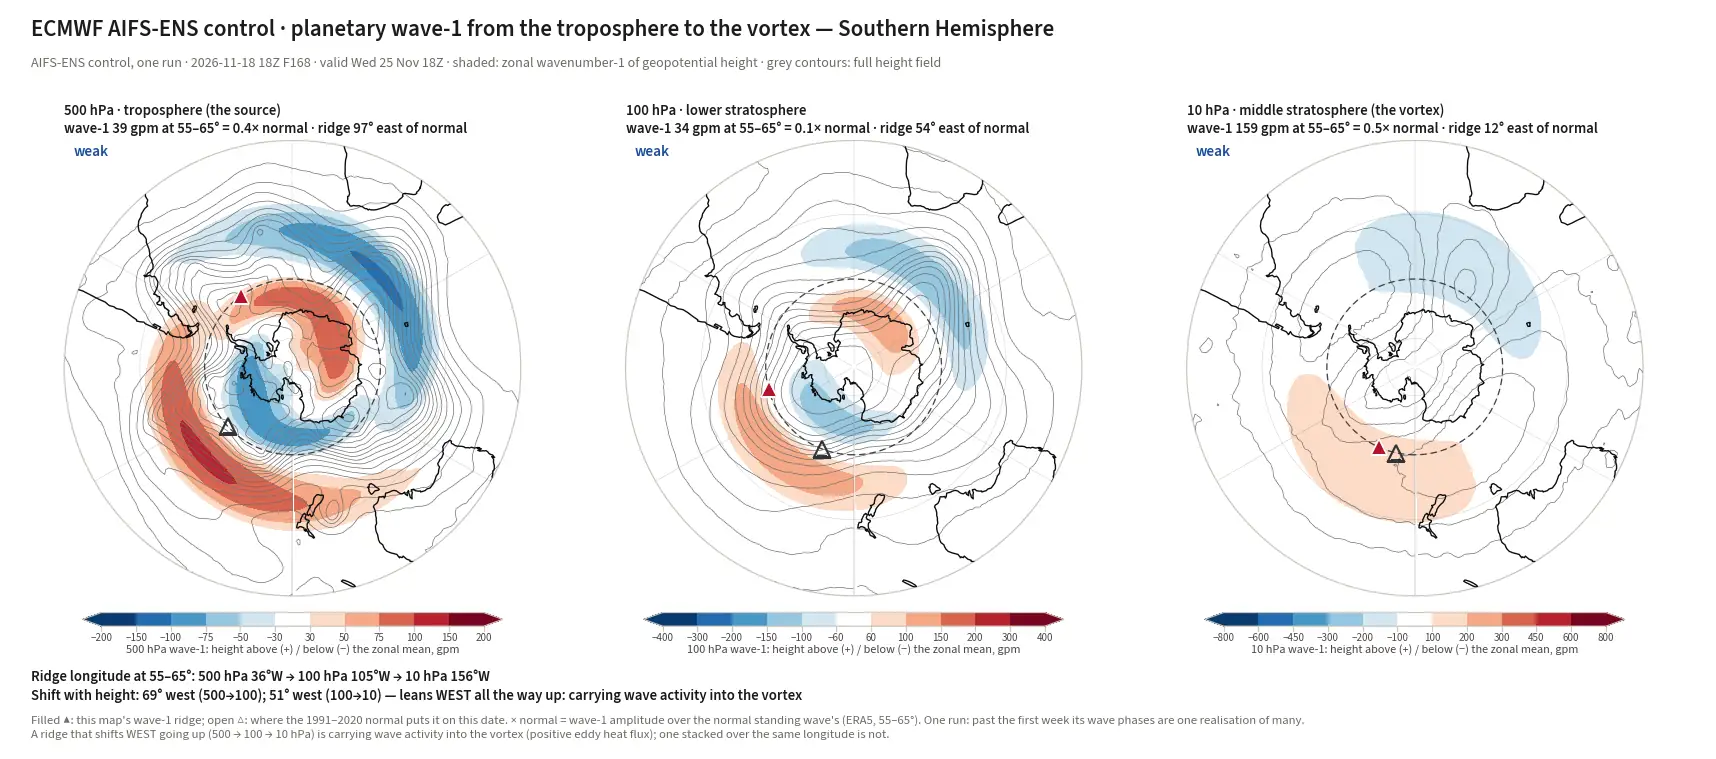 ECMWF AIFS-ENS control · planetary wave-1 from the troposphere to the vortex — Southern Hemisphere
AIFS-ENS control, one run · 2026-11-18 18Z F168 · valid Wed 25 Nov 18Z · shaded: zonal wavenumber-1 of geopotential height · grey contours: full height field
500 hPa · troposphere (the source)
wave-1 39 gpm at 55–65° = 0.4× normal · ridge 97° east of normal
weak
100 hPa · lower stratosphere
wave-1 34 gpm at 55–65° = 0.1× normal · ridge 54° east of normal
weak
10 hPa · middle stratosphere (the vortex)
wave-1 159 gpm at 55–65° = 0.5× normal · ridge 12° east of normal
weak
−200 −150 −100 −75 −50 −30 30 50 75 100 150 200
500 hPa wave-1: height above (+) / below (−) the zonal mean, gpm
−400 −300 −200 −150 −100 −60 60 100 150 200 300 400
100 hPa wave-1: height above (+) / below (−) the zonal mean, gpm
−800 −600 −450 −300 −200 −100 100 200 300 450 600 800
10 hPa wave-1: height above (+) / below (−) the zonal mean, gpm
Ridge longitude at 55–65°: 500 hPa 36°W → 100 hPa 105°W → 10 hPa 156°W
Shift with height: 69° west (500→100); 51° west (100→10) — leans WEST all the way up: carrying wave activity into the vortex
Filled ▲: this map's wave-1 ridge; open △: where the 1991–2020 normal puts it on this date. × normal = wave-1 amplitude over the normal standing wave's (ERA5, 55–65°). One run: past the first week its wave phases are one realisation of many.
A ridge that shifts WEST going up (500 → 100 → 10 hPa) is carrying wave activity into the vortex (positive eddy heat flux); one stacked over the same longitude is not.